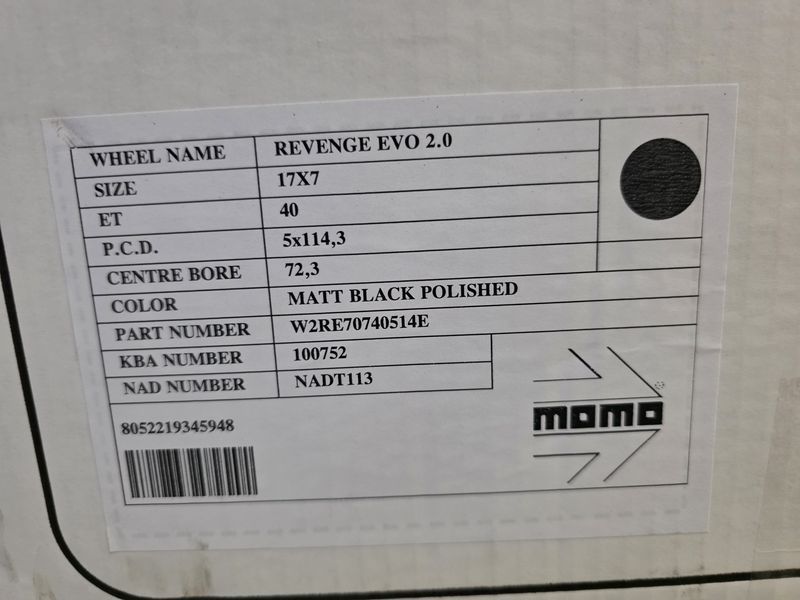 WHEEL NAME REVENGE EVO 2.0
SIZE 17X7
ET 40
P.C.D. 5x114,3
CENTRE BORE 72,3
COLOR MATT BLACK POLISHED
PART NUMBER W2RE70740514E
KBA NUMBER 100752
NAD NUMBER NADT113
8052219345948
momo